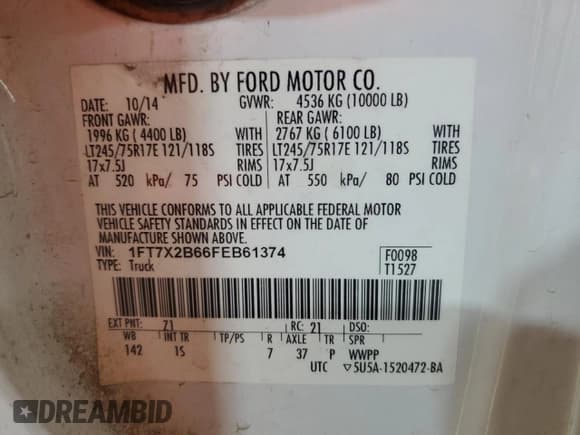 MFD. BY FORD MOTOR CO.
DATE: 10/14 GVWR: 4536 KG (10000 LB)
FRONT GAWR: REAR GAWR:
1996 KG ( 4400 LB) WITH 2767 KG ( 6100 LB) WITH
LT245/75R17E 121/118S TIRES LT245/75R17E 121/118S TIRES
17x7.5J RIMS 17x7.5J RIMS
AT 520 kPa/ 75 PSI COLD AT 550 kPa/ 80 PSI COLD
THIS VEHICLE CONFORMS TO ALL APPLICABLE FEDERAL MOTOR
VEHICLE SAFETY STANDARDS IN EFFECT ON THE DATE OF
MANUFACTURE SHOWN ABOVE.
VIN: 1FT7X2B66FEB61374 F0098
TYPE: Truck T1527
EXT PNT: Z1 RC: 21 DSO:
WB INT TR TP/PS R AXLE TR SPR
142 1S 7 37 P WWPP
UTC ▽5U5A-1520472-BA
DREAMBID